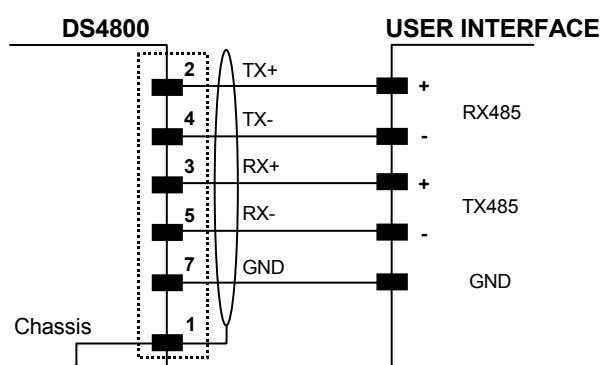 DS4800 USER INTERFACE
2 TX+ +
RX485
4 TX- -
3 RX+ +
TX485
5 RX- -
7 GND GND
Chassis 1